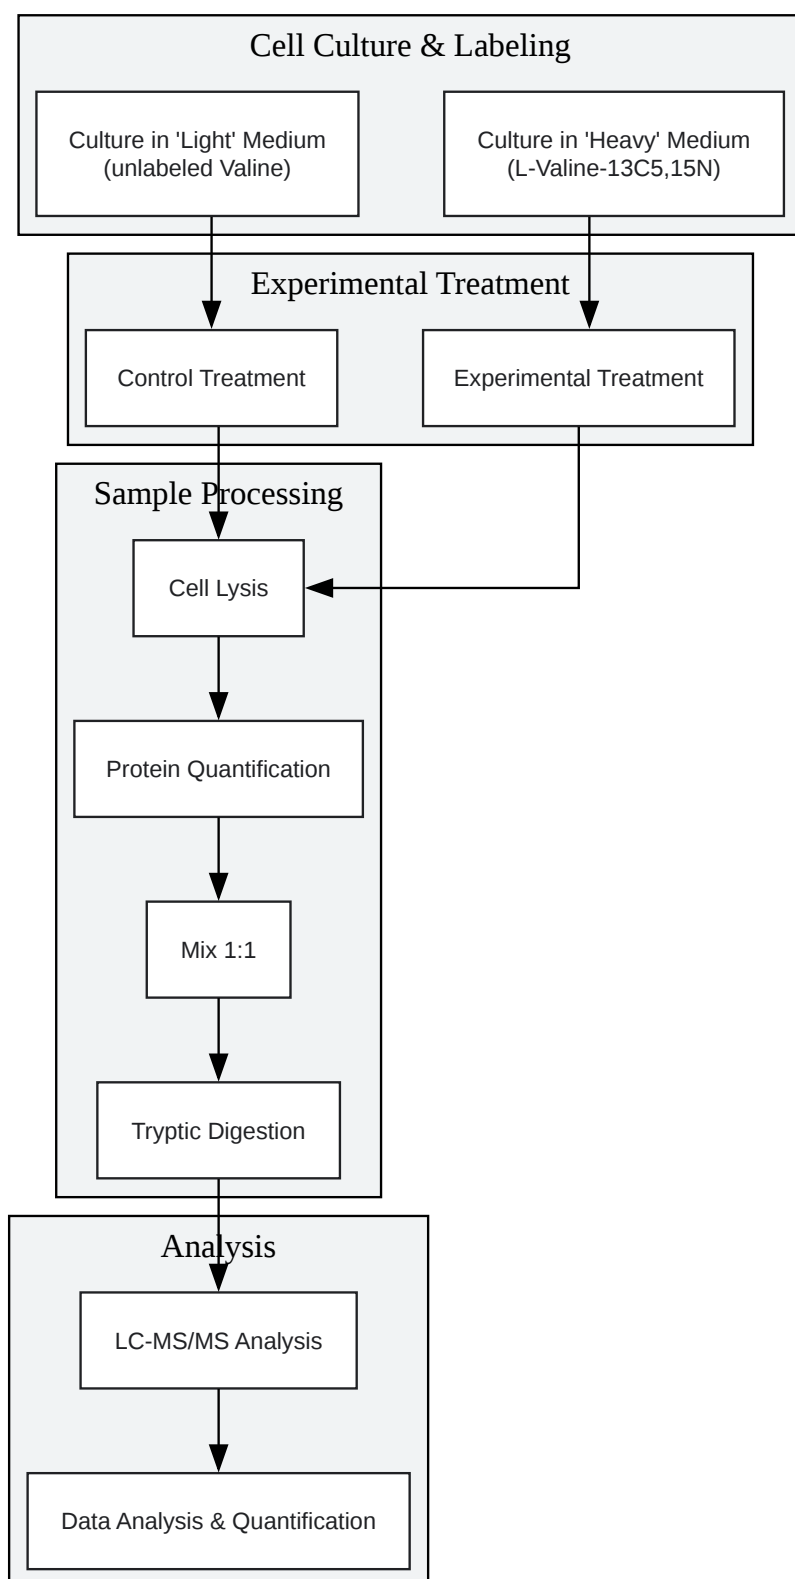 Cell Culture & Labeling
Culture in 'Light' Medium
(unlabeled Valine)
Culture in 'Heavy' Medium
(L-Valine-13C5,15N)
Experimental Treatment
Control Treatment
Experimental Treatment
Sample Processing
Cell Lysis
Protein Quantification
Mix 1:1
Tryptic Digestion
Analysis
LC-MS/MS Analysis
Data Analysis & Quantification